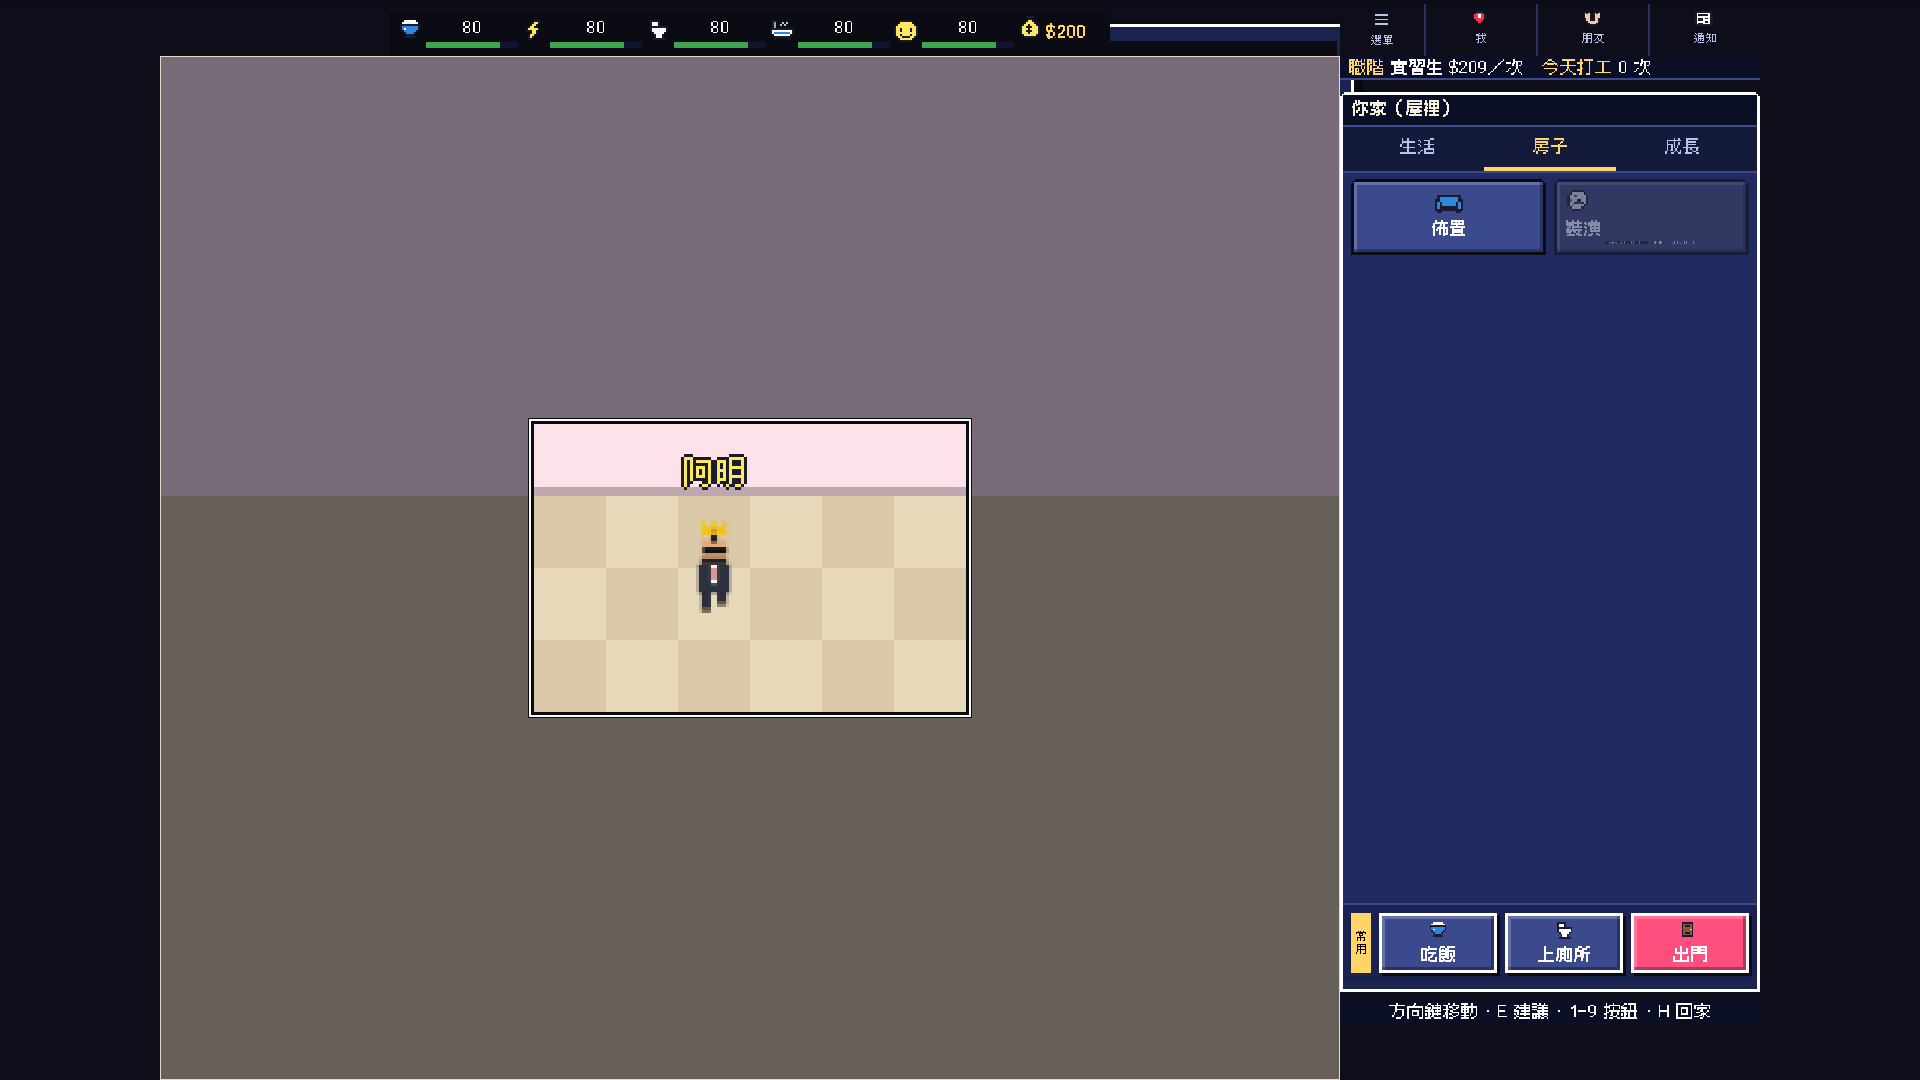 80 80 80 80 80 $200
選單 我 朋友 通知
職階 實習生 $209／次 今天打工 0 次
你家（屋裡）
生活 房子 成長
佈置 裝潢
阿明
常用 吃飯 上廁所 出門
方向鍵移動 · E 建議 · 1-9 按鈕 · H 回家